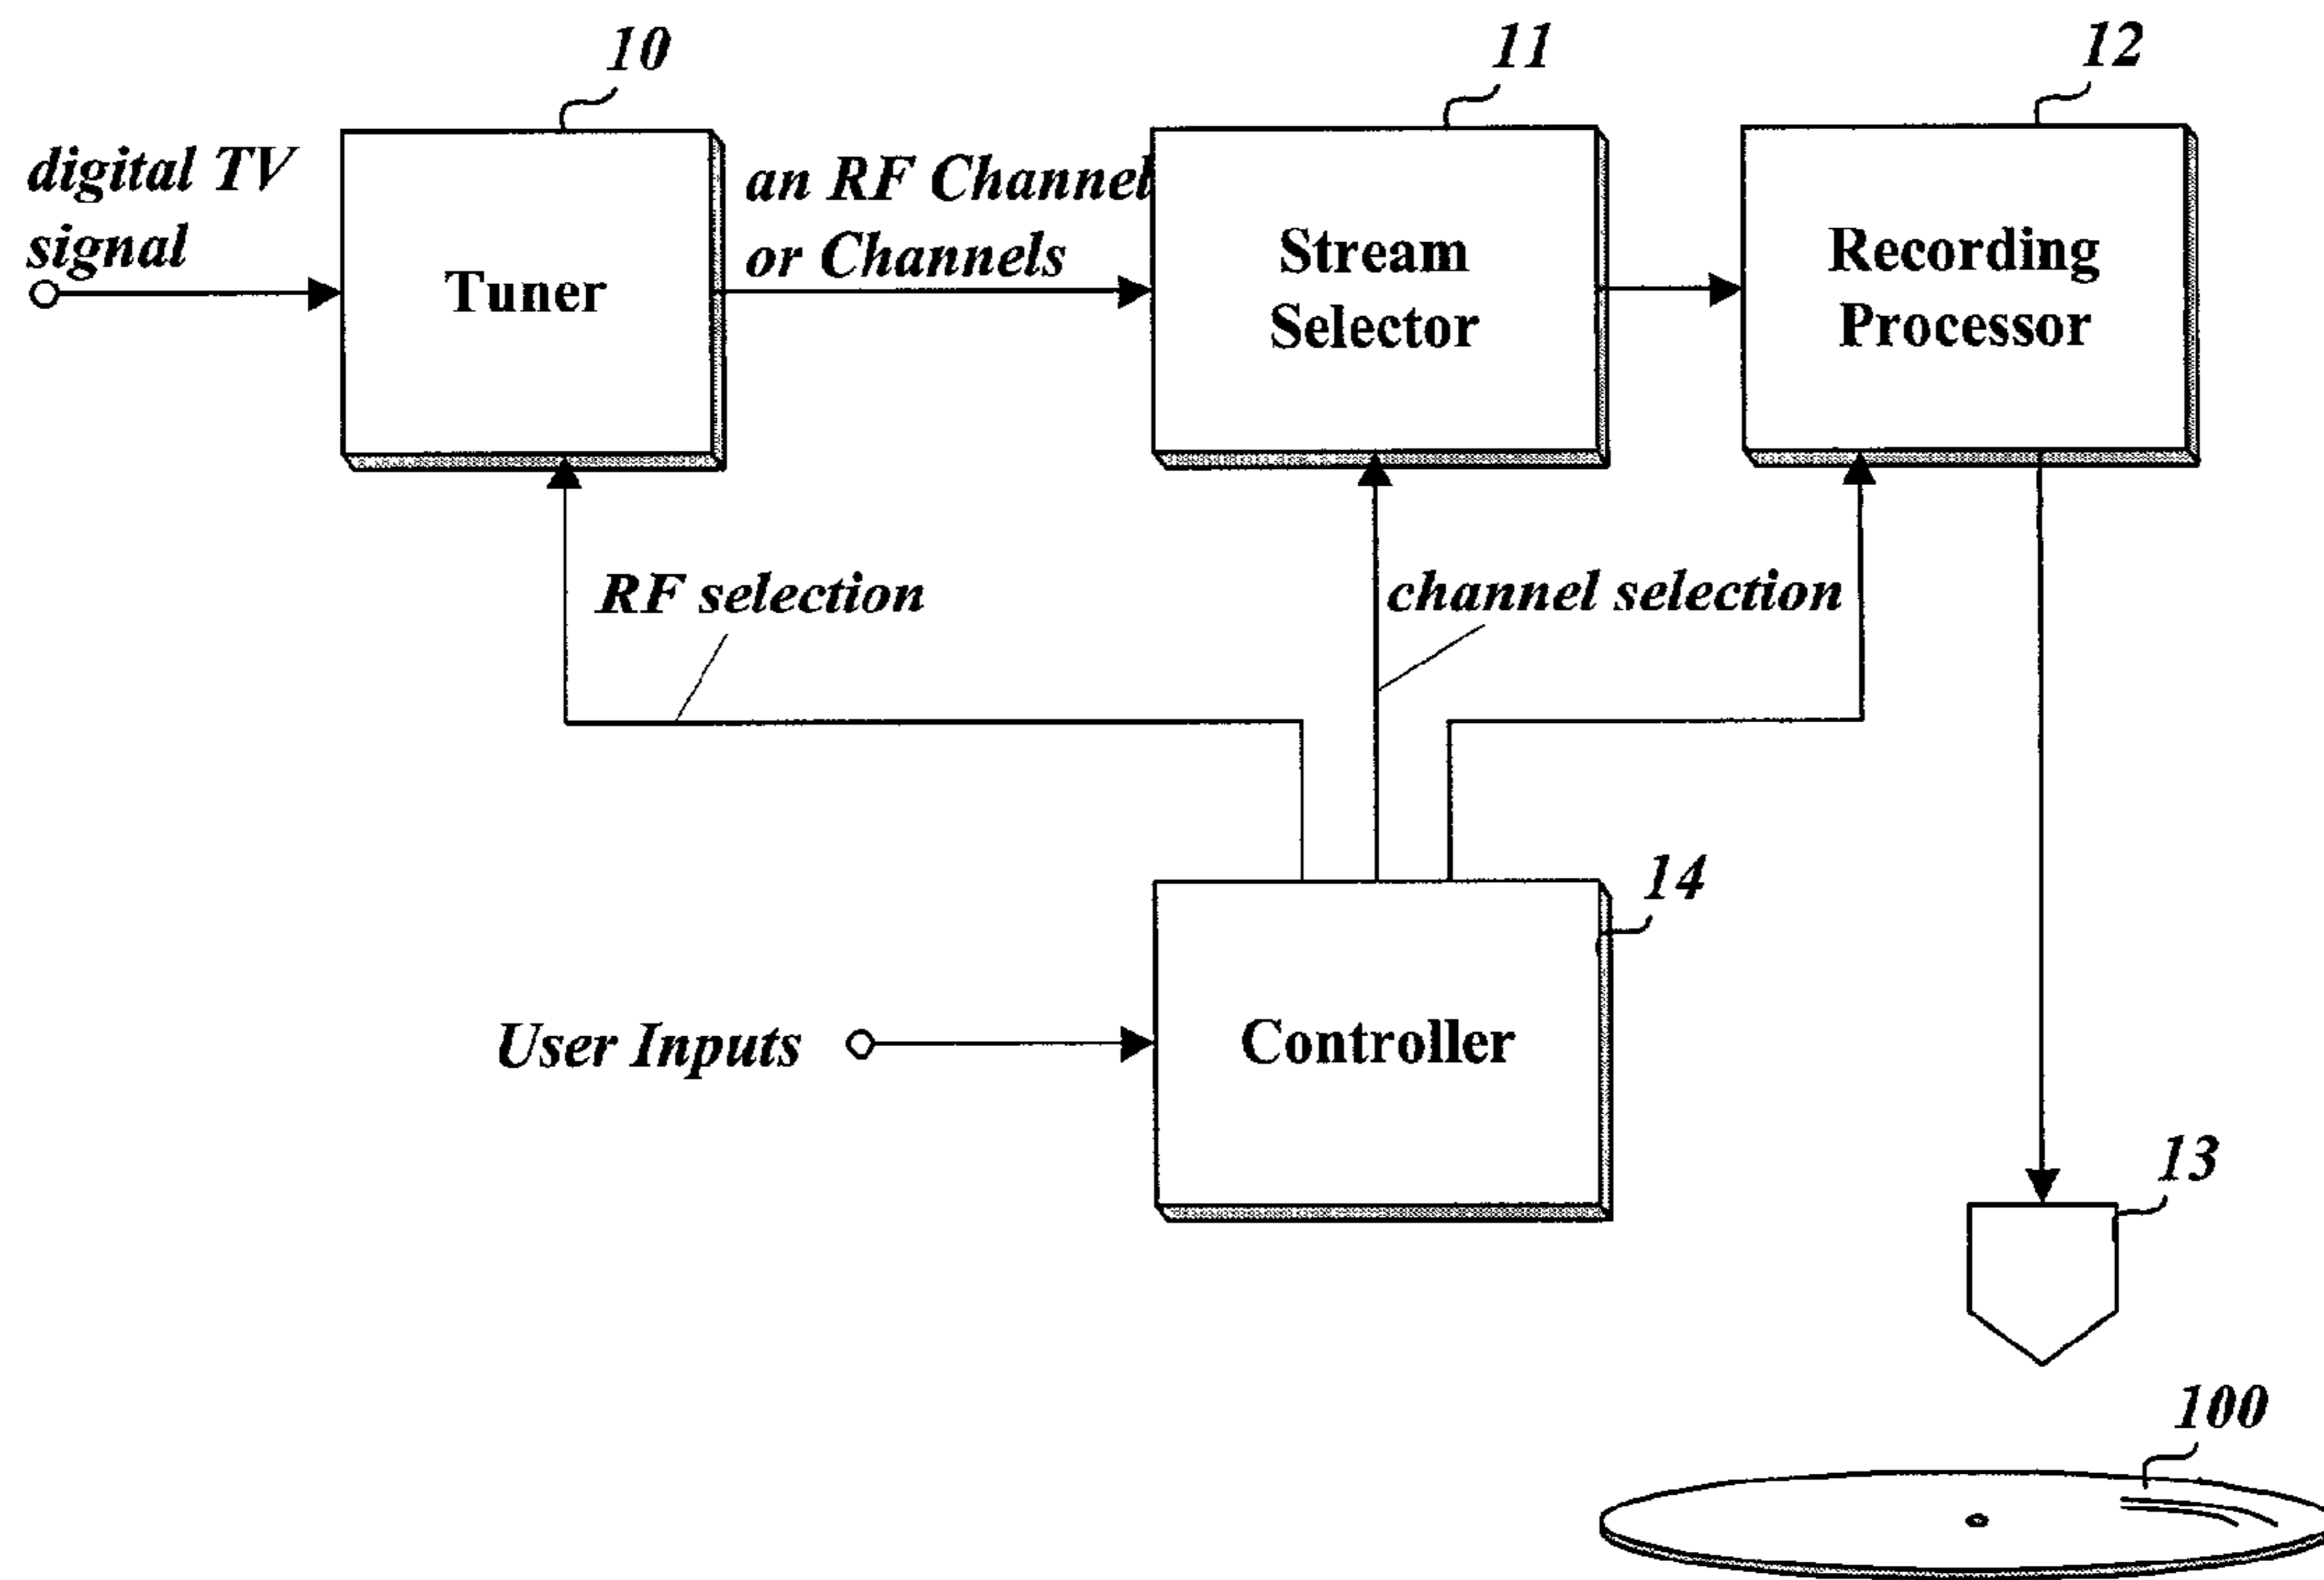 10
11
12
digital TV
signal
Tuner
an RF Channel
or Channels
Stream
Selector
Recording
Processor
RF selection
channel selection
14
User Inputs
Controller
13
100